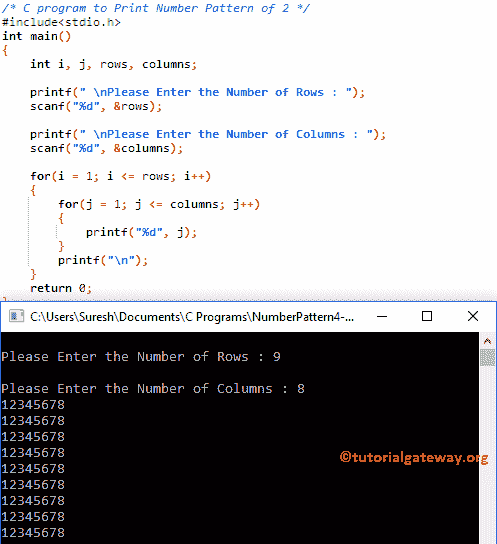 /* C program to Print Number Pattern of 2 */
#include<stdio.h>
int main()
{
    int i, j, rows, columns;
    printf(" \nPlease Enter the Number of Rows : ");
    scanf("%d", &rows);
    printf(" \nPlease Enter the Number of Columns : ");
    scanf("%d", &columns);
    for(i = 1; i <= rows; i++)
    {
        for(j = 1; j <= columns; j++)
        {
            printf("%d", j);
        }
        printf("\n");
    }
    return 0;
}
C:\Users\Suresh\Documents\C Programs\NumberPattern4-...
Please Enter the Number of Rows : 9
Please Enter the Number of Columns : 8
12345678
12345678
12345678
12345678
©tutorialgateway.org
12345678
12345678
12345678
12345678
12345678